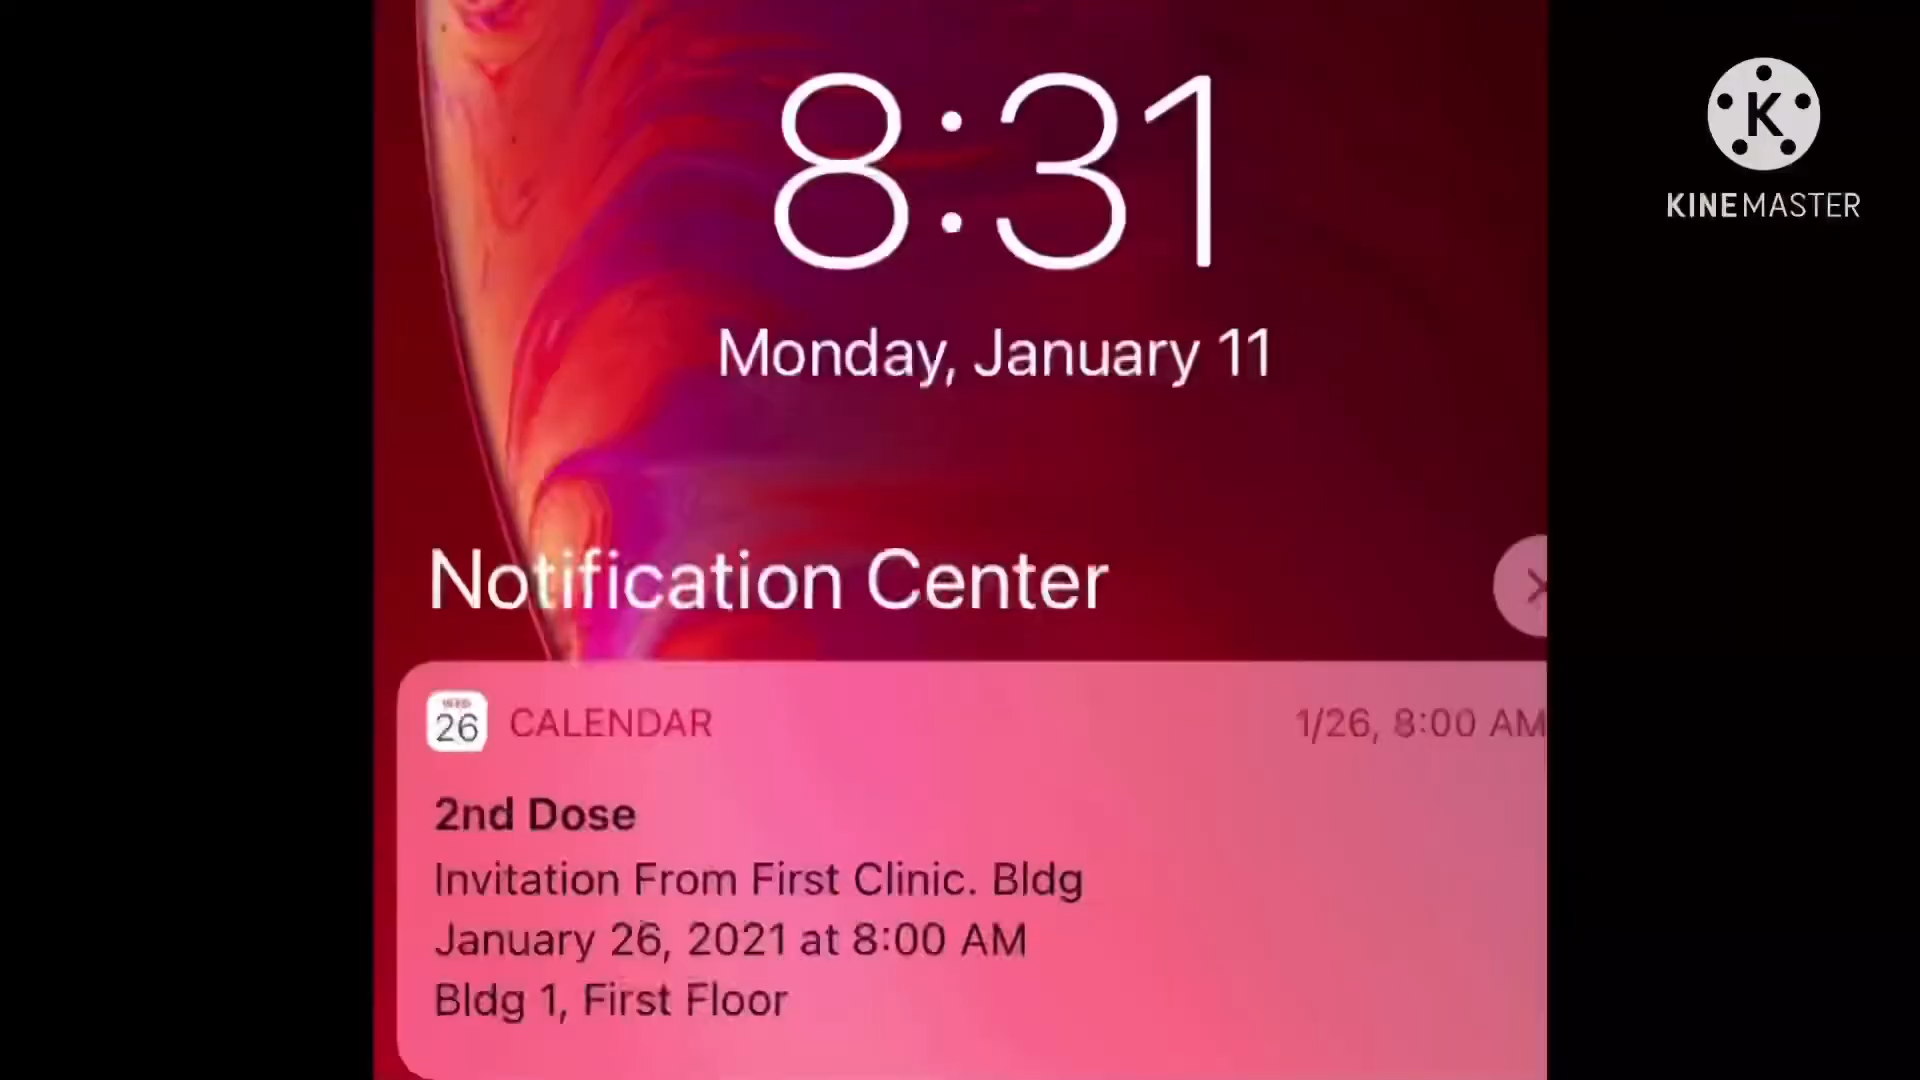 8:31
Monday, January 11
Notification Center
WED
26
CALENDAR
1/26, 8:00 AM
2nd Dose
Invitation From First Clinic. Bldg
January 26, 2021 at 8:00 AM
Bldg 1, First Floor
K
KINEMASTER